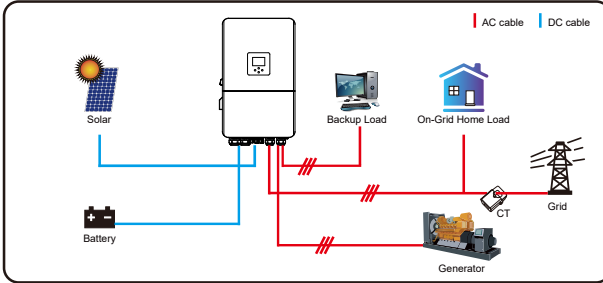 AC cable
DC cable
Solar
Backup Load
On-Grid Home Load
CT
Grid
Battery
Generator